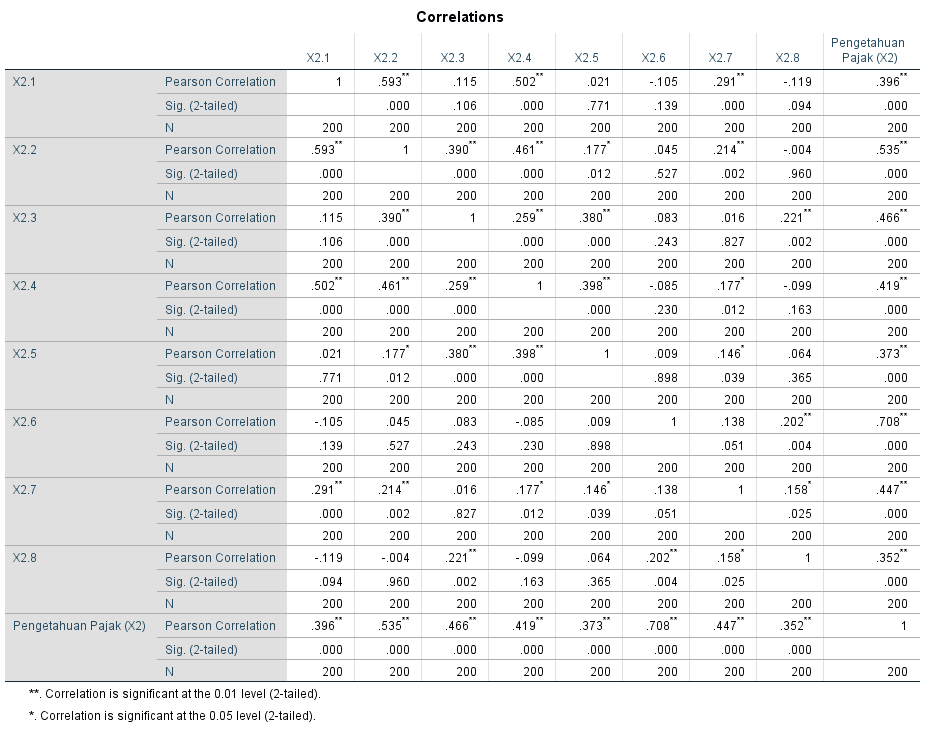 Correlations
X2.1 X2.2 X2.3 X2.4 X2.5 X2.6 X2.7 X2.8 Pengetahuan Pajak (X2)
X2.1 Pearson Correlation 1 .593** .115 .502** .021 -.105 .291** -.119 .396**
Sig. (2-tailed) .000 .106 .000 .771 .139 .000 .094 .000
N 200 200 200 200 200 200 200 200 200
X2.2 Pearson Correlation .593** 1 .390** .461** .177* .045 .214** -.004 .535**
Sig. (2-tailed) .000 .000 .000 .012 .527 .002 .960 .000
N 200 200 200 200 200 200 200 200 200
X2.3 Pearson Correlation .115 .390** 1 .259** .380** .083 .016 .221** .466**
Sig. (2-tailed) .106 .000 .000 .000 .243 .827 .002 .000
N 200 200 200 200 200 200 200 200 200
X2.4 Pearson Correlation .502** .461** .259** 1 .398** -.085 .177* -.099 .419**
Sig. (2-tailed) .000 .000 .000 .000 .230 .012 .163 .000
N 200 200 200 200 200 200 200 200 200
X2.5 Pearson Correlation .021 .177* .380** .398** 1 .009 .146* .064 .373**
Sig. (2-tailed) .771 .012 .000 .000 .898 .039 .365 .000
N 200 200 200 200 200 200 200 200 200
X2.6 Pearson Correlation -.105 .045 .083 -.085 .009 1 .138 .202** .708**
Sig. (2-tailed) .139 .527 .243 .230 .898 .051 .004 .000
N 200 200 200 200 200 200 200 200 200
X2.7 Pearson Correlation .291** .214** .016 .177* .146* .138 1 .158* .447**
Sig. (2-tailed) .000 .002 .827 .012 .039 .051 .025 .000
N 200 200 200 200 200 200 200 200 200
X2.8 Pearson Correlation -.119 -.004 .221** -.099 .064 .202** .158* 1 .352**
Sig. (2-tailed) .094 .960 .002 .163 .365 .004 .025 .000
N 200 200 200 200 200 200 200 200 200
Pengetahuan Pajak (X2) Pearson Correlation .396** .535** .466** .419** .373** .708** .447** .352** 1
Sig. (2-tailed) .000 .000 .000 .000 .000 .000 .000 .000
N 200 200 200 200 200 200 200 200 200
**. Correlation is significant at the 0.01 level (2-tailed).
*. Correlation is significant at the 0.05 level (2-tailed).